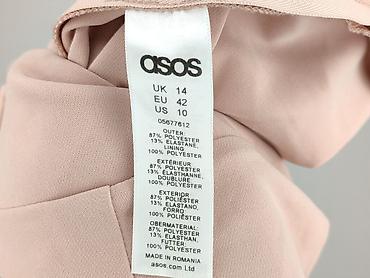 asos
UK 14
EU 42
US 10
05677612
OUTER:
87% POLYESTER
13% ELASTANE,
LINING
100% POLYESTER
EXTÉRIEUR:
87% POLYESTER
13% ÉLASTHANNE,
DOUBLURE
100% POLYESTER
EXTERIOR
87% POLIÉSTER
13% ELASTANO,
FORRO
100% POLIÉSTER
OBERMATERIAL:
87% POLYESTER
13% ELASTHAN,
FUTTER
100% POLYESTER
MADE IN ROMANIA
asos.com Ltd